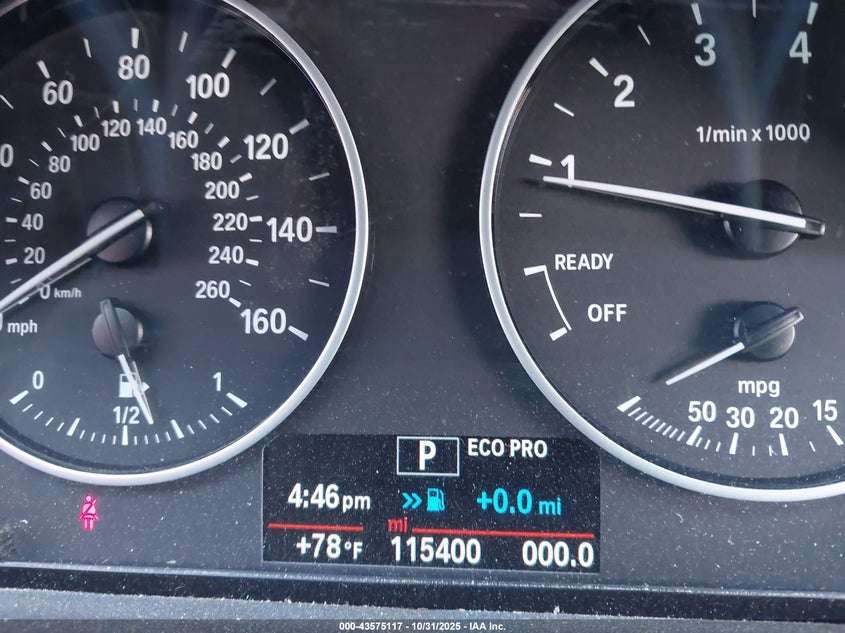 60 80 100 120 140 160
mph
20 40 60 80 100 120 140 160 180 200 220 240 260
0 km/h
0 1/2 1
1 2 3 4
1/min x 1000
READY
OFF
mpg
50 30 20 15
P ECO PRO
4:46 pm +0.0 mi
mi
+78 °F 115400 000.0
000-43575117 - 10/31/2025 - IAA Inc.